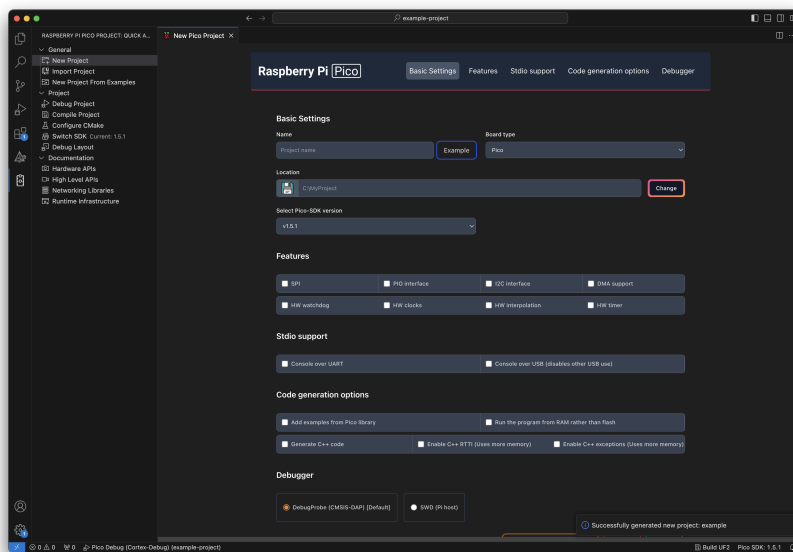 example-project
RASPBERRY PI PICO PROJECT: QUICK A...
General
New Project
Import Project
New Project From Examples
Project
Debug Project
Compile Project
Configure CMake
Switch SDK Current: 1.5.1
Debug Layout
Documentation
Hardware APIs
High Level APIs
Networking Libraries
Runtime Infrastructure
New Pico Project
Raspberry Pi Pico
Basic Settings Features Stdio support Code generation options Debugger
Basic Settings
Name Board type
Project name Example Pico
Location
C:\MyProject Change
Select Pico-SDK version
v1.5.1
Features
SPI PIO interface I2C interface DMA support
HW watchdog HW clocks HW interpolation HW timer
Stdio support
Console over UART Console over USB (disables other USB use)
Code generation options
Add examples from Pico library Run the program from RAM rather than flash
Generate C++ code Enable C++ RTTI (Uses more memory) Enable C++ exceptions (Uses more memory)
Debugger
DebugProbe (CMSIS-DAP) [Default] SWD (Pi host)
Successfully generated new project: example
0 0 0 Pico Debug (Cortex-Debug) (example-project) Build UF2 Pico SDK: 1.5.1